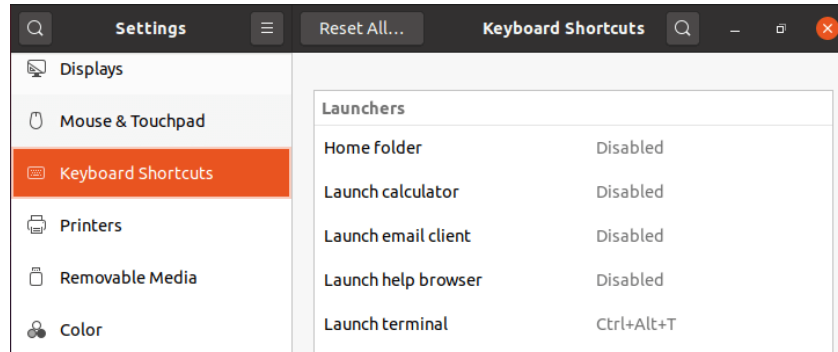 Settings
Reset All...
Keyboard Shortcuts
Displays
Mouse & Touchpad
Keyboard Shortcuts
Printers
Removable Media
Color
Launchers
Home folder Disabled
Launch calculator Disabled
Launch email client Disabled
Launch help browser Disabled
Launch terminal Ctrl+Alt+T